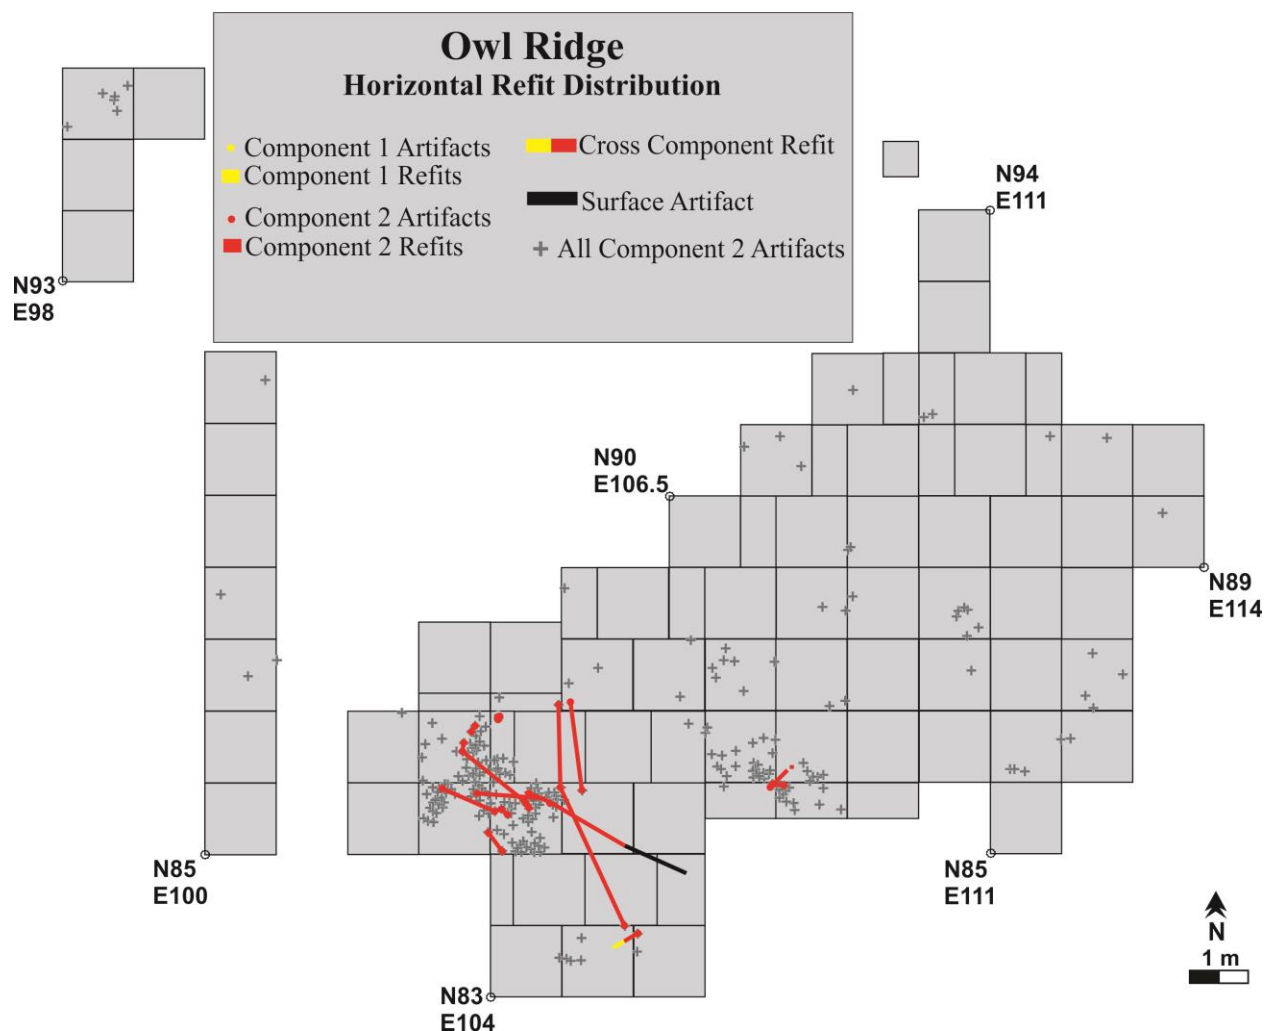 Owl Ridge
Horizontal Refit Distribution
Component 1 Artifacts
Component 1 Refits
Component 2 Artifacts
Component 2 Refits
Cross Component Refit
Surface Artifact
All Component 2 Artifacts
N94
E111
N93
E98
N90
E106.5
N89
E114
N85
E100
N85
E111
N83
E104
N
1 m